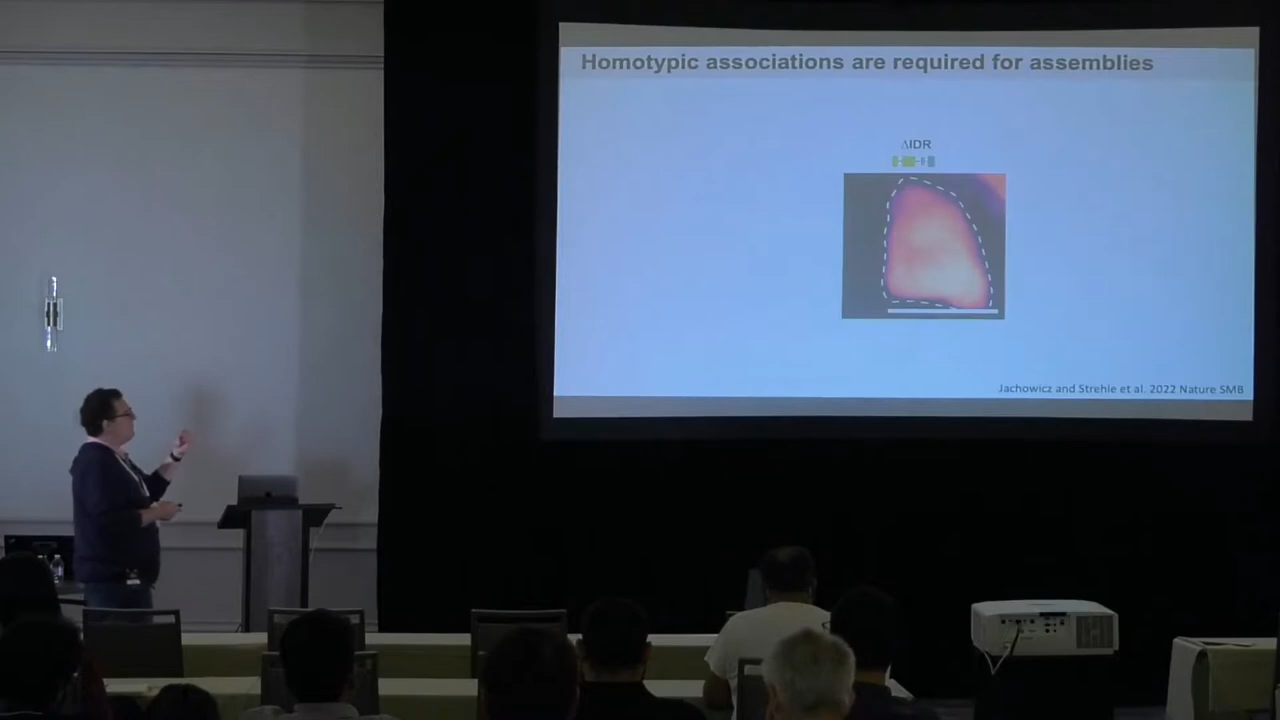 Homotypic associations are required for assemblies
ΔIDR
Jachowicz and Strehle et al. 2022 Nature SMB